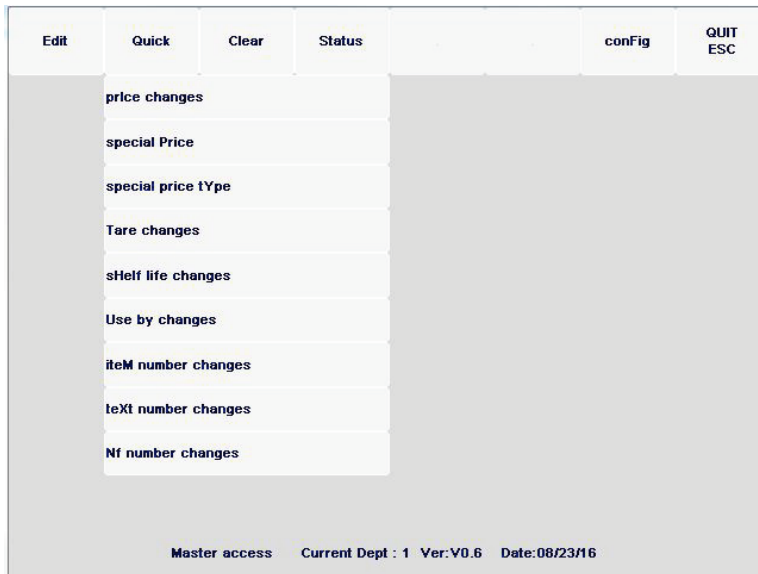 Edit Quick Clear Status conFig QUIT ESC
prIce changes
special Price
special price tYpe
Tare changes
sHelf life changes
Use by changes
iteM number changes
teXt number changes
Nf number changes
Master access Current Dept : 1 Ver:V0.6 Date:08/23/16